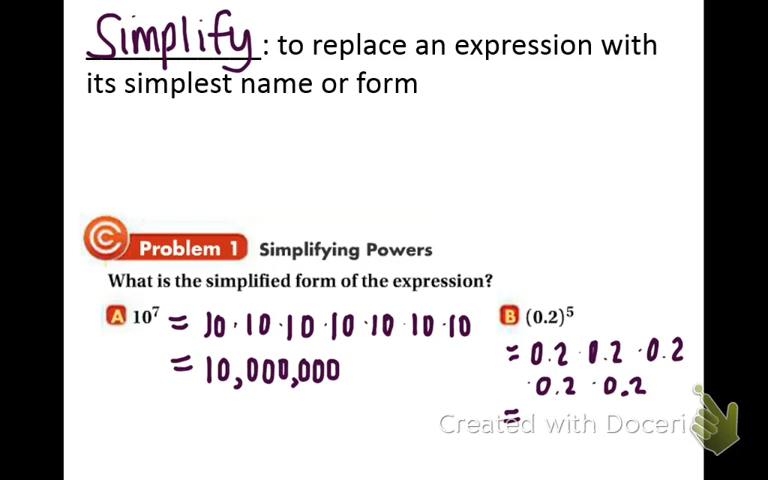 Simplify : to replace an expression with
its simplest name or form
© Problem 1 Simplifying Powers
What is the simplified form of the expression?
A 10⁷ = 10 · 10 · 10 · 10 · 10 · 10 · 10
= 10,000,000
B (0.2)⁵
= 0.2 · 0.2 · 0.2
· 0.2 · 0.2
=
Created with Doceri